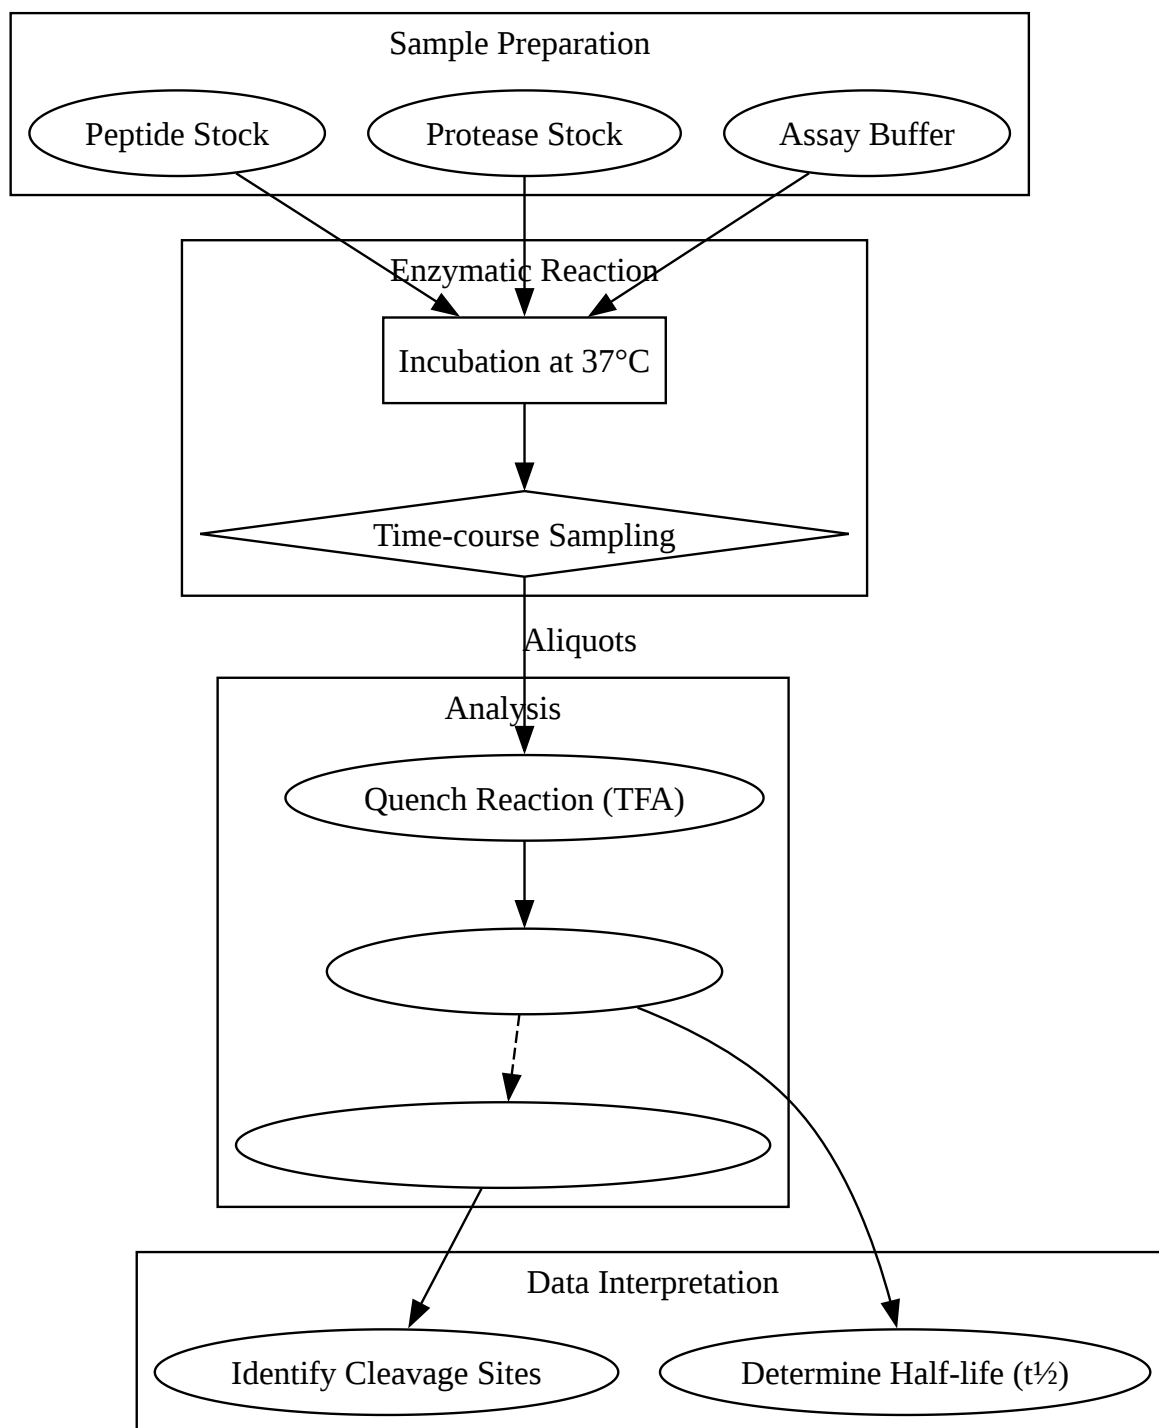 Sample Preparation
Peptide Stock
Protease Stock
Assay Buffer
Enzymatic Reaction
Incubation at 37°C
Time-course Sampling
Aliquots
Analysis
Quench Reaction (TFA)
Data Interpretation
Identify Cleavage Sites
Determine Half-life (t½)